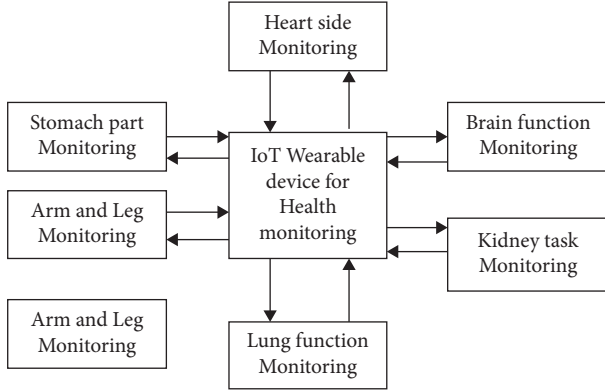 Heart side
Monitoring
Stomach part
Monitoring
IoT Wearable
device for
Health
monitoring
Brain function
Monitoring
Arm and Leg
Monitoring
Kidney task
Monitoring
Arm and Leg
Monitoring
Lung function
Monitoring